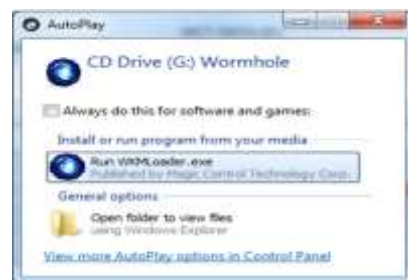 AutoPlay
CD Drive (G:) Wormhole
Always do this for software and games:
Install or run program from your media
Run WKMLoader.exe
Published by Magic Control Technology Corp.
General options
Open folder to view files
using Windows Explorer
View more AutoPlay options in Control Panel